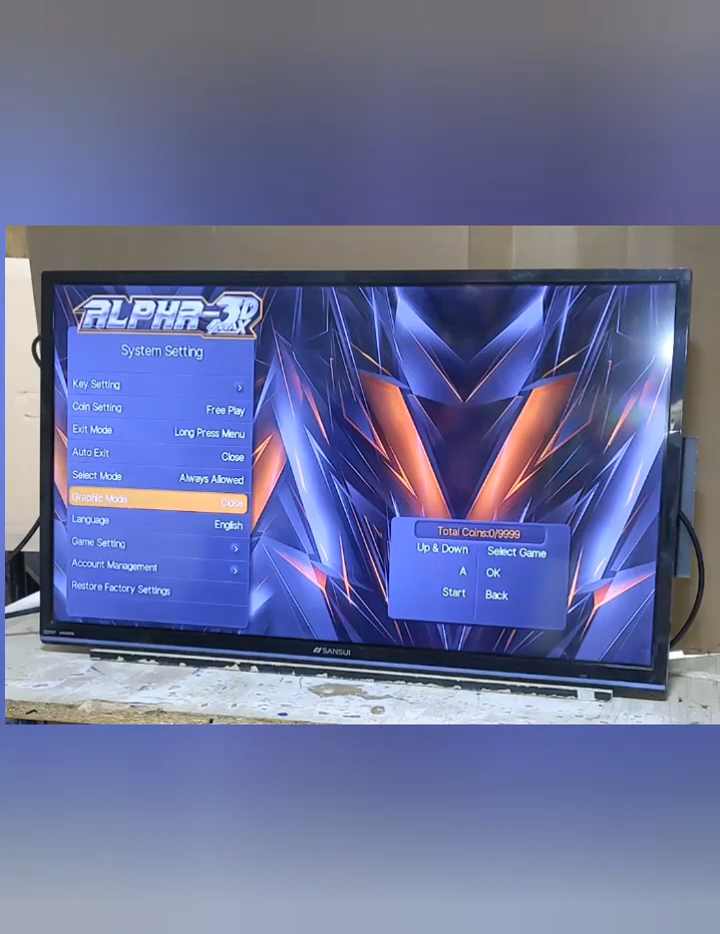 ALPHA-3D
MAX
System Setting
Key Setting
Coin Setting Free Play
Exit Mode Long Press Menu
Auto Exit Close
Select Mode Always Allowed
Graphic Mode Close
Language English
Game Setting
Account Management
Restore Factory Settings
Total Coins:0/9999
Up & Down Select Game
A OK
Start Back
SANSUI